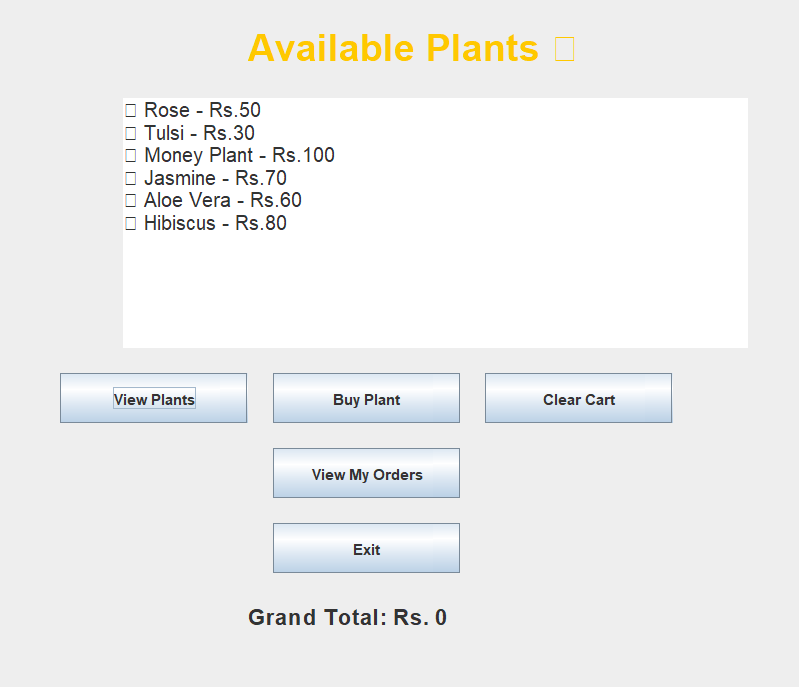 Available Plants
Rose - Rs.50
Tulsi - Rs.30
Money Plant - Rs.100
Jasmine - Rs.70
Aloe Vera - Rs.60
Hibiscus - Rs.80
View Plants
Buy Plant
Clear Cart
View My Orders
Exit
Grand Total: Rs. 0